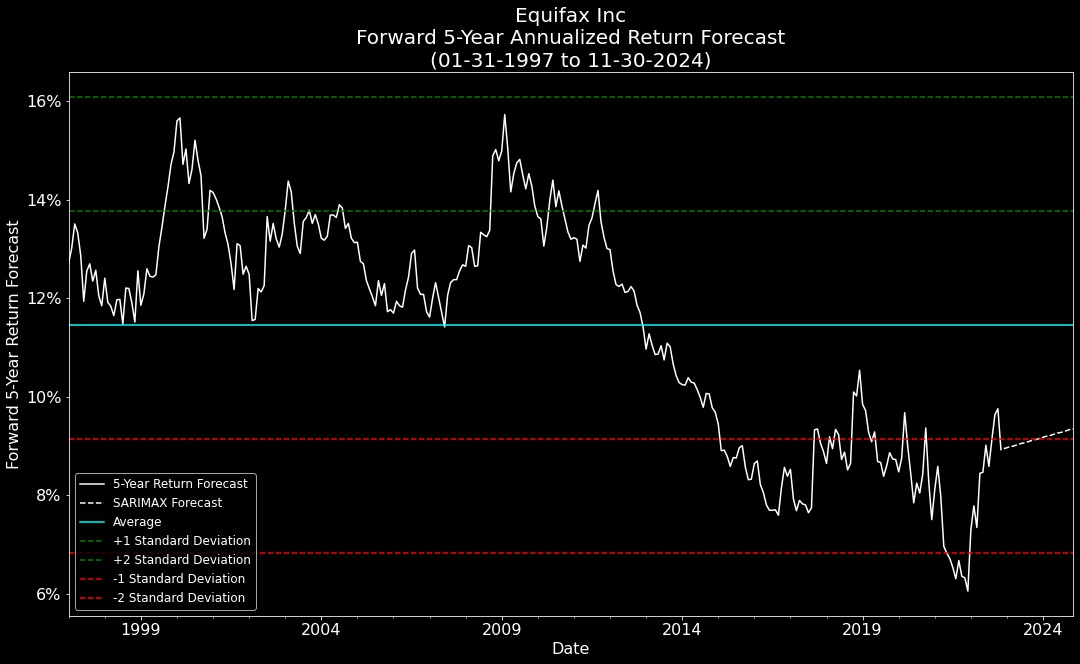 Equifax Inc
Forward 5-Year Annualized Return Forecast
(01-31-1997 to 11-30-2024)
Forward 5-Year Return Forecast
16%
14%
12%
10%
8%
6%
5-Year Return Forecast
SARIMAX Forecast
Average
+1 Standard Deviation
+2 Standard Deviation
-1 Standard Deviation
-2 Standard Deviation
1999 2004 2009 2014 2019 2024
Date